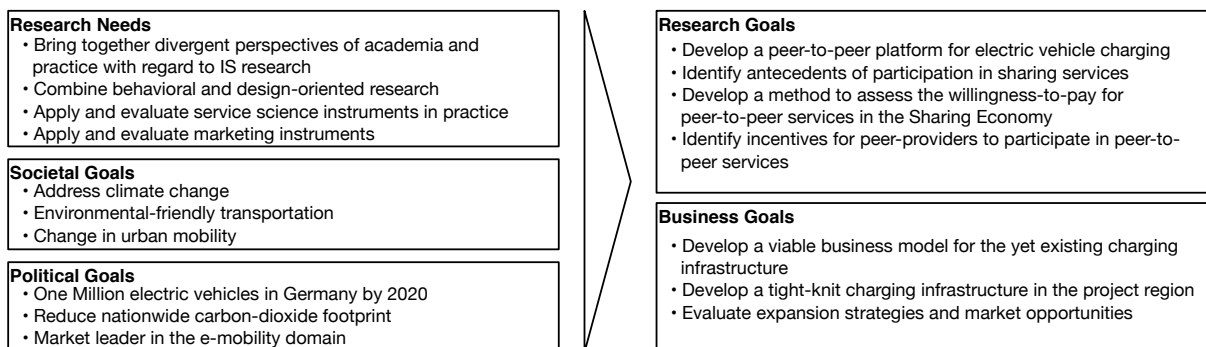 Research Needs
• Bring together divergent perspectives of academia and
practice with regard to IS research
• Combine behavioral and design-oriented research
• Apply and evaluate service science instruments in practice
• Apply and evaluate marketing instruments
Societal Goals
• Address climate change
• Environmental-friendly transportation
• Change in urban mobility
Political Goals
• One Million electric vehicles in Germany by 2020
• Reduce nationwide carbon-dioxide footprint
• Market leader in the e-mobility domain
Research Goals
• Develop a peer-to-peer platform for electric vehicle charging
• Identify antecedents of participation in sharing services
• Develop a method to assess the willingness-to-pay for
peer-to-peer services in the Sharing Economy
• Identify incentives for peer-providers to participate in peer-to-
peer services
Business Goals
• Develop a viable business model for the yet existing charging
infrastructure
• Develop a tight-knit charging infrastructure in the project region
• Evaluate expansion strategies and market opportunities